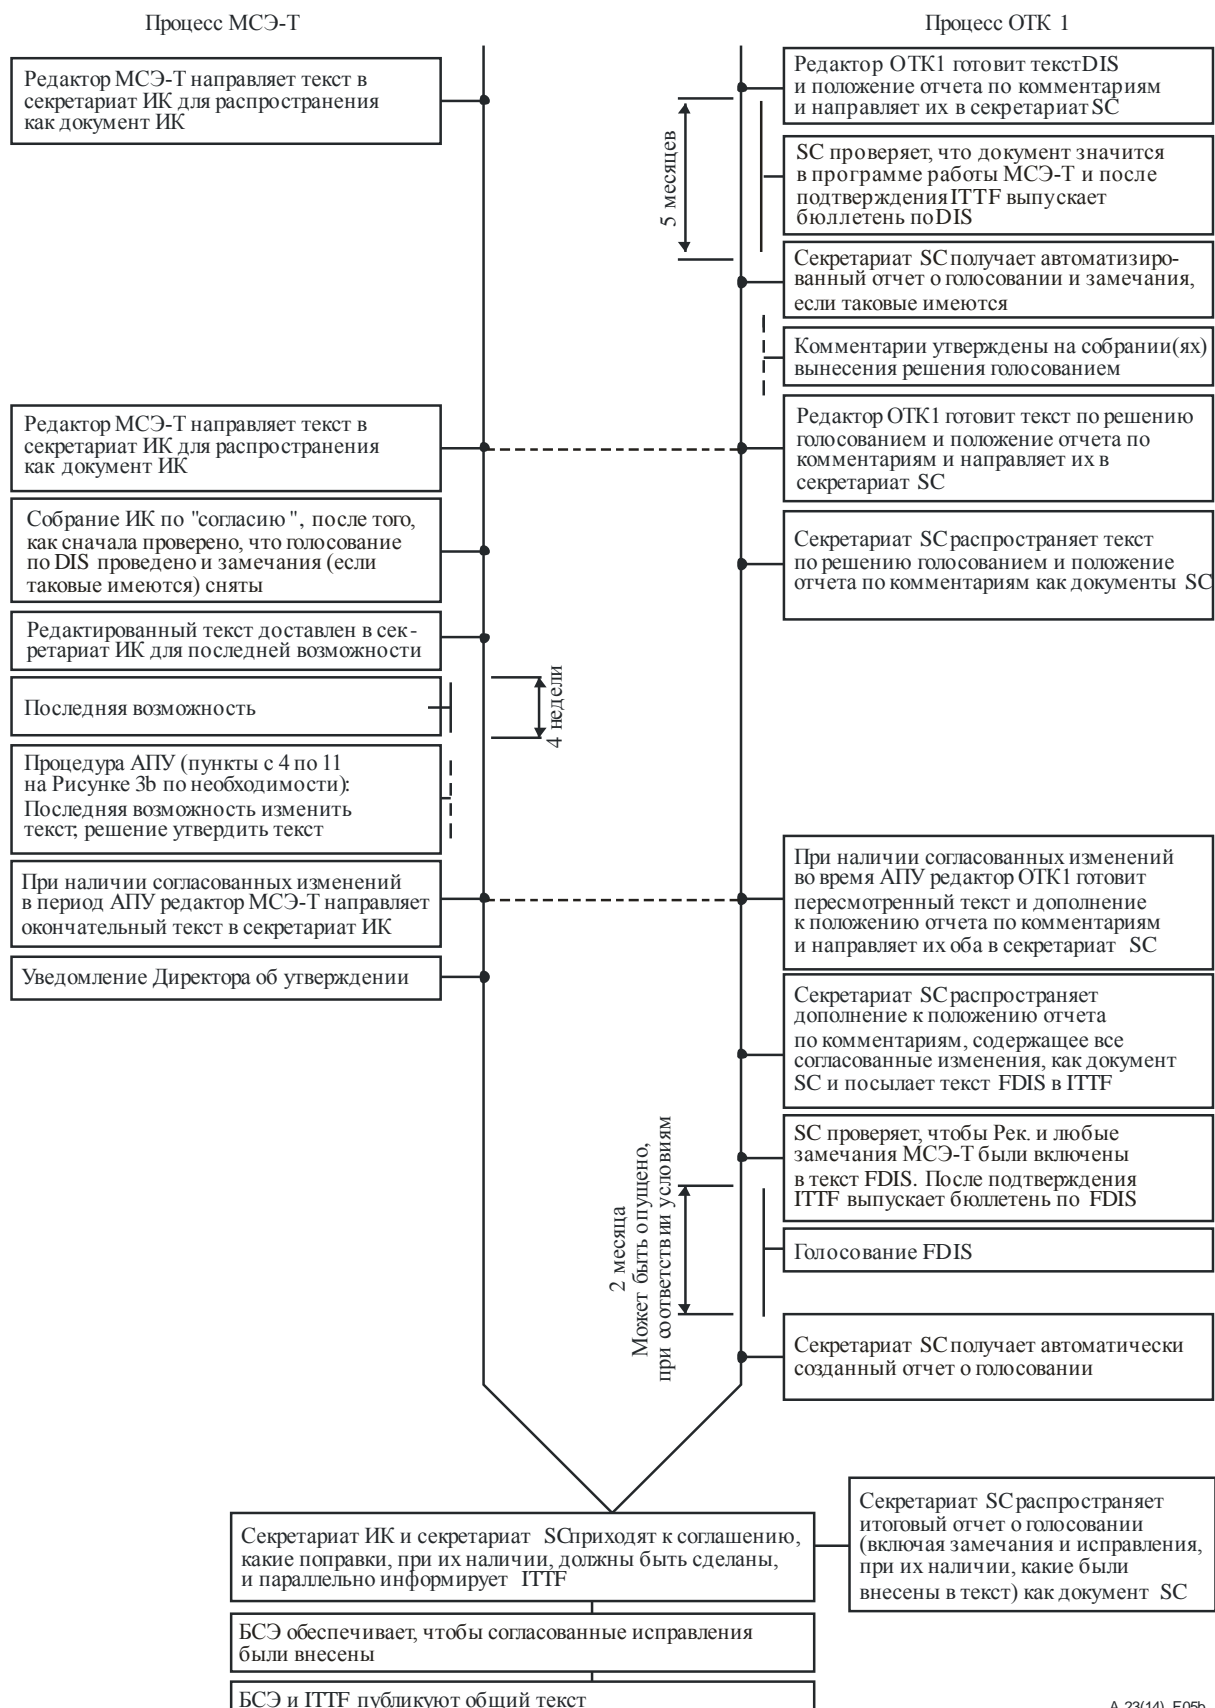 Процесс МСЭ-Т
Редактор МСЭ-Т направляет текст в
секретариат ИК для распространения
как документ ИК
Редактор МСЭ-Т направляет текст в
секретариат ИК для распространения
как документ ИК
Собрание ИК по "согласию", после того,
как сначала проверено, что голосование
по DIS проведено и замечания (если
таковые имеются) сняты
Редактированный текст доставлен в сек-
ретариат ИК для последней возможности
Последняя возможность
4 недели
Процедура АПУ (пункты с 4 по 11
на Рисунке 3b по необходимости):
Последняя возможность изменить
текст; решение утвердить текст
При наличии согласованных изменений
в период АПУ редактор МСЭ-Т направляет
окончательный текст в секретариат ИК
Уведомление Директора об утверждении
Процесс ОТК 1
Редактор ОТК1 готовит текст DIS
и положение отчета по комментариям
и направляет их в секретариат SC
5 месяцев
SC проверяет, что документ значится
в программе работы МСЭ-Т и после
подтверждения ITTF выпускает
бюллетень по DIS
Секретариат SC получает автоматизиро-
ванный отчет о голосовании и замечания,
если таковые имеются
Комментарии утверждены на собрании(ях)
вынесения решения голосованием
Редактор ОТК1 готовит текст по решению
голосованием и положение отчета по
комментариям и направляет их в
секретариат SC
Секретариат SC распространяет текст
по решению голосованием и положение
отчета по комментариям как документы SC
При наличии согласованных изменений
во время АПУ редактор ОТК1 готовит
пересмотренный текст и дополнение
к положению отчета по комментариям
и направляет их оба в секретариат SC
Секретариат SC распространяет
дополнение к положению отчета
по комментариям, содержащее все
согласованные изменения, как документ
SC и посылает текст FDIS в ITTF
SC проверяет, чтобы Рек. и любые
замечания МСЭ-Т были включены
в текст FDIS. После подтверждения
ITTF выпускает бюллетень по FDIS
2 месяца
Может быть опущено,
при соответствии условиям
Голосование FDIS
Секретариат SC получает автоматически
созданный отчет о голосовании
Секретариат ИК и секретариат SC приходят к соглашению,
какие поправки, при их наличии, должны быть сделаны,
и параллельно информирует ITTF
Секретариат SC распространяет
итоговый отчет о голосовании
(включая замечания и исправления,
при их наличии, какие были
внесены в текст) как документ SC
БСЭ обеспечивает, чтобы согласованные исправления
были внесены
БСЭ и ITTF публикуют общий текст
A.23(14)_F05b